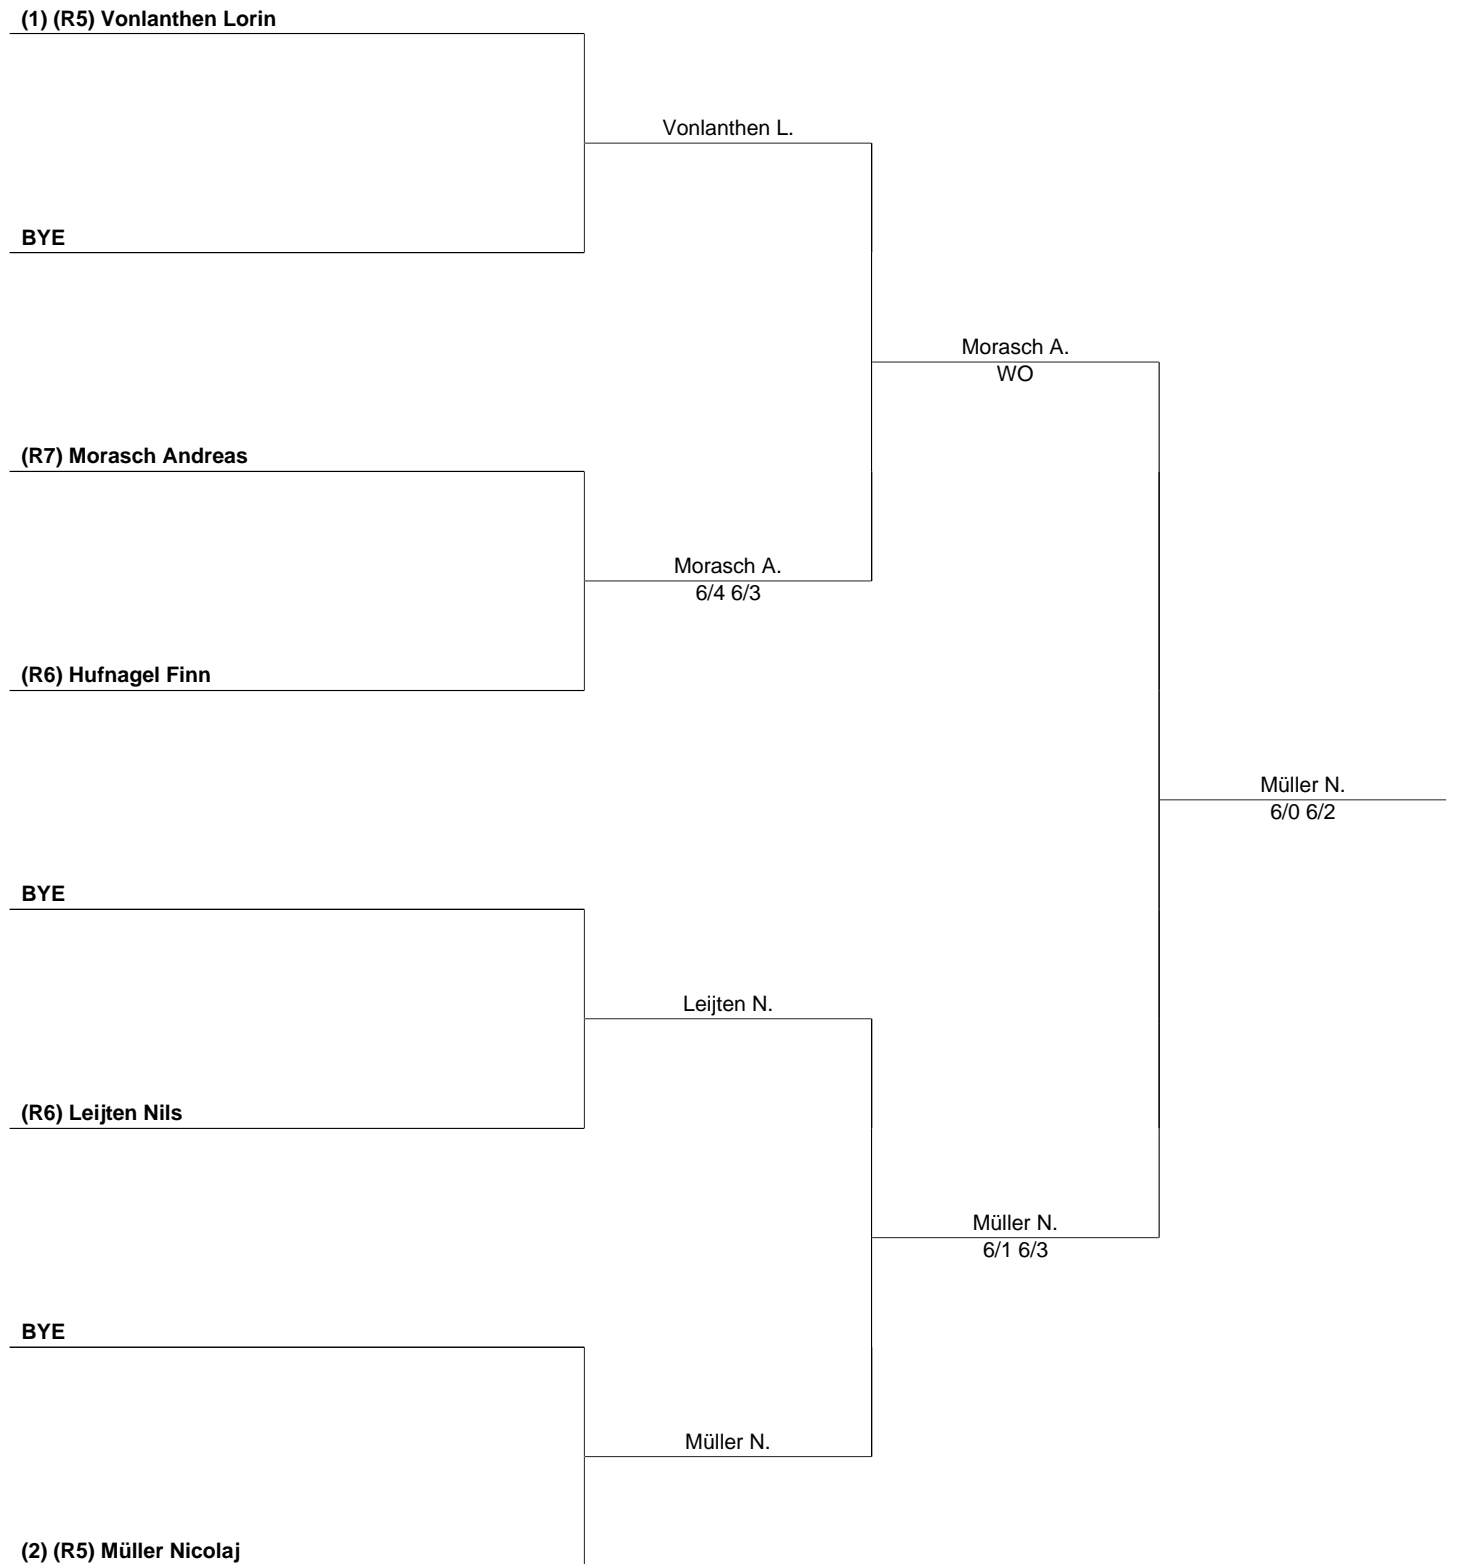 (1) (R5) Vonlanthen Lorin
Vonlanthen L.
BYE
Morasch A.
WO
(R7) Morasch Andreas
Morasch A.
6/4 6/3
(R6) Hufnagel Finn
Müller N.
6/0 6/2
BYE
Leijten N.
(R6) Leijten Nils
Müller N.
6/1 6/3
BYE
Müller N.
(2) (R5) Müller Nicolaj